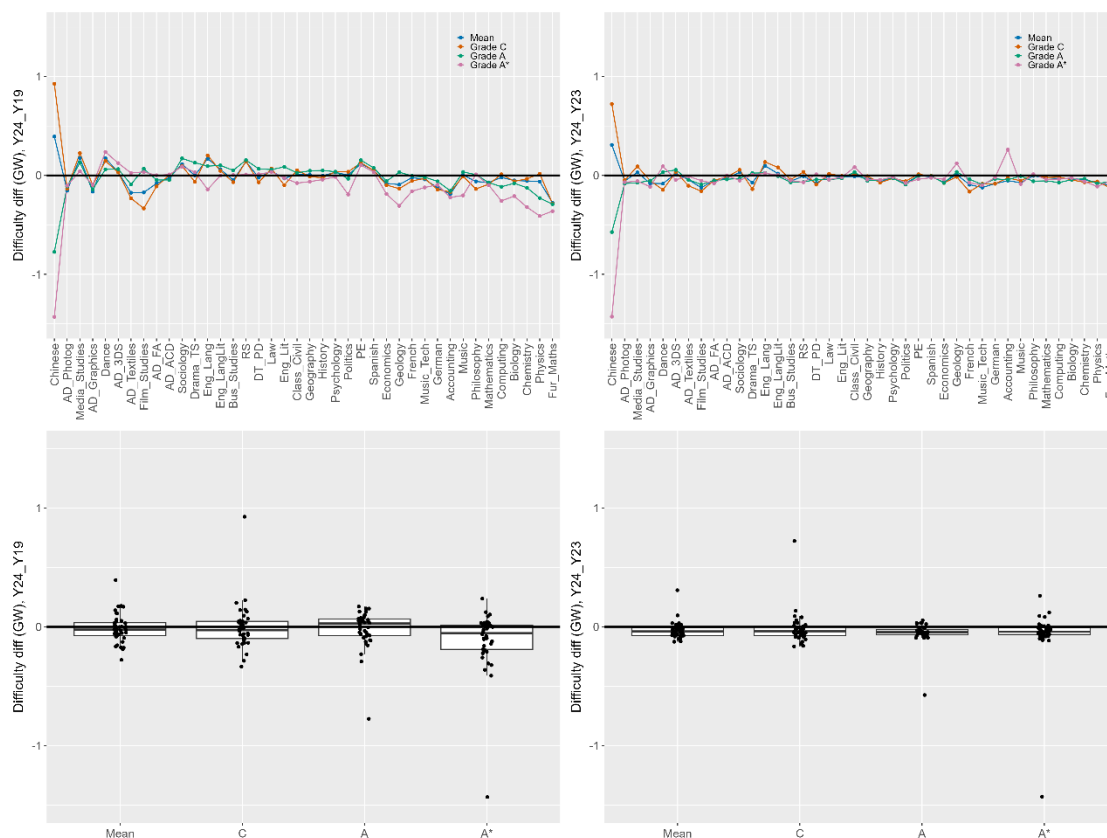 Difficulty diff (GW), Y24_Y19
1
0
-1
Mean
Grade C
Grade A
Grade A*
Chinese
AD_Photog
Media_Studies
AD_Graphics
Dance
AD_3DS
AD_Textiles
Film_Studies
AD_FA
AD_ACD
Sociology
Drama_TS
Eng_Lang
Eng_LangLit
Bus_Studies
RS
DT_PD
Law
Eng_Lit
Class_Civil
Geography
History
Psychology
Politics
PE
Spanish
Economics
Geology
French
Music_Tech
German
Accounting
Music
Philosophy
Mathematics
Computing
Biology
Chemistry
Physics
Fur_Maths
Difficulty diff (GW), Y24_Y23
1
0
-1
Mean
Grade C
Grade A
Grade A*
Chinese
AD_Photog
Media_Studies
AD_Graphics
Dance
AD_3DS
AD_Textiles
Film_Studies
AD_FA
AD_ACD
Sociology
Drama_TS
Eng_Lang
Eng_LangLit
Bus_Studies
RS
DT_PD
Law
Eng_Lit
Class_Civil
Geography
History
Psychology
Politics
PE
Spanish
Economics
Geology
French
Music_Tech
German
Accounting
Music
Philosophy
Mathematics
Computing
Biology
Chemistry
Physics
Difficulty diff (GW), Y24_Y19
1
0
-1
Mean
C
A
A*
Difficulty diff (GW), Y24_Y23
1
0
-1
Mean
C
A
A*